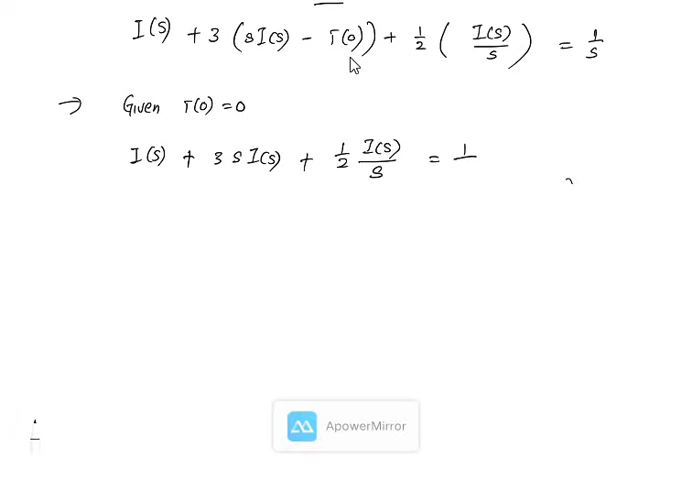 I(s) + 3 (sI(s) - i(0)) + 1/2 ( I(s)/s ) = 1/s
→ Given i(0) = 0
I(s) + 3 s I(s) + 1/2 I(s)/s = 1/
ApowerMirror